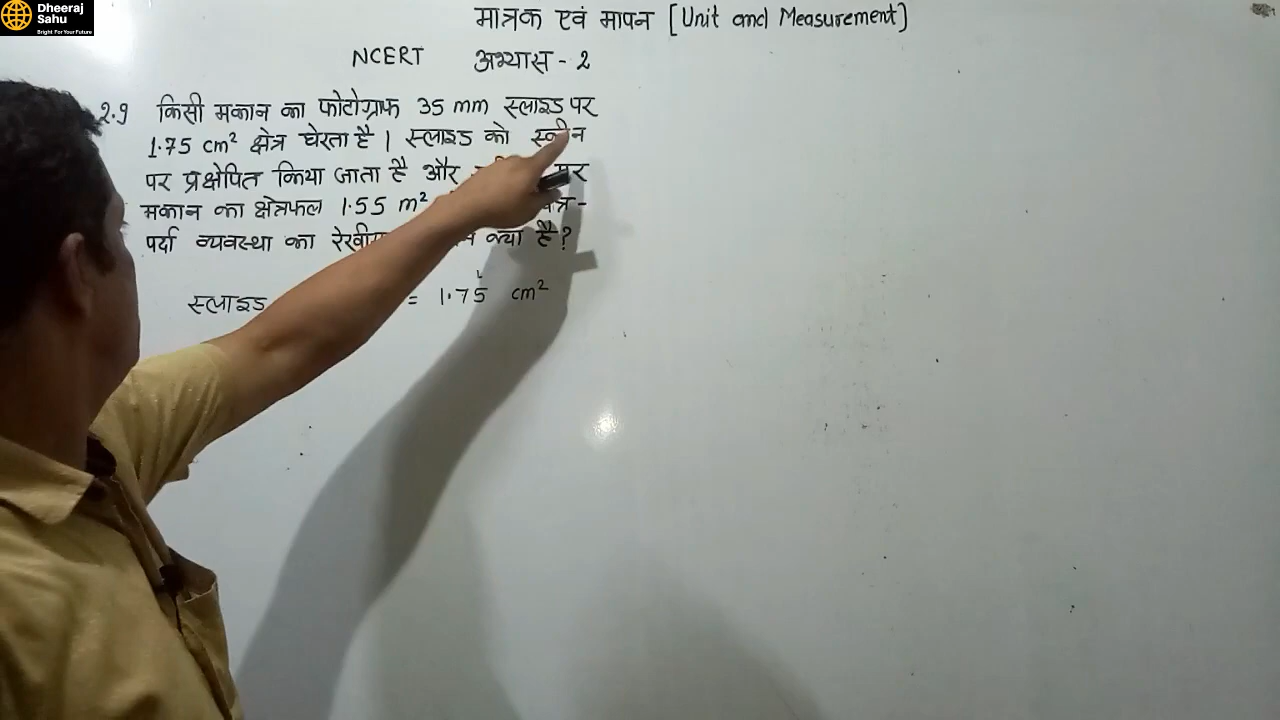 Dheeraj
Sahu
Bright For Your Future
मात्रक एवं मापन [Unit and Measurement]
NCERT अभ्यास - 2
2.9 किसी मकान का फोटोग्राफ 35 mm स्लाइड पर
1.75 cm² क्षेत्र घेरता है । स्लाइड को
पर प्रक्षेपित किया जाता है और पर
मकान का क्षेत्रफल 1.55 m²
पर्दा व्यवस्था का क्या है?
स्लाइड = 1.75 cm²